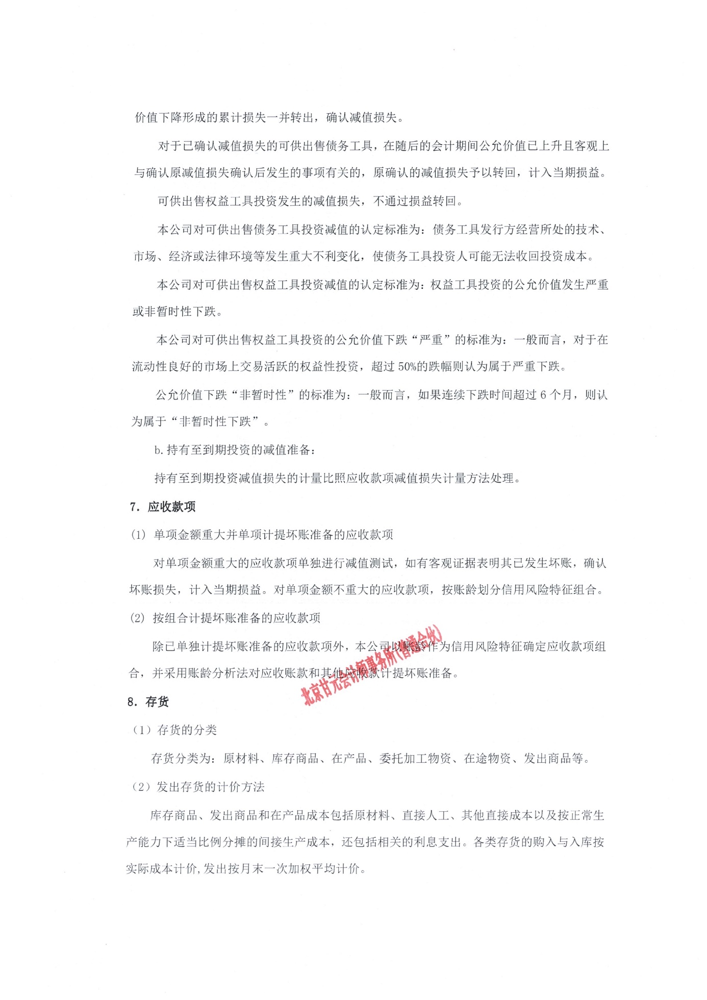 价值下降形成的累计损失一并转出，确认减值损失。
对于已确认减值损失的可供出售债务工具，在随后的会计期间公允价值已上升且客观上
与确认原减值损失确认后发生的事项有关的，原确认的减值损失予以转回，计入当期损益。
可供出售权益工具投资发生的减值损失，不通过损益转回。
本公司对可供出售债务工具投资减值的认定标准为：债务工具发行方经营所处的技术、
市场、经济或法律环境等发生重大不利变化，使债务工具投资人可能无法收回投资成本。
本公司对可供出售权益工具投资减值的认定标准为：权益工具投资的公允价值发生严重
或非暂时性下跌。
本公司对可供出售权益工具投资的公允价值下跌“严重”的标准为：一般而言，对于在
流动性良好的市场上交易活跃的权益性投资，超过 50%的跌幅则认为属于严重下跌。
公允价值下跌“非暂时性”的标准为：一般而言，如果连续下跌时间超过 6 个月，则认
为属于“非暂时性下跌”。
b.持有至到期投资的减值准备：
持有至到期投资减值损失的计量比照应收款项减值损失计量方法处理。
7．应收款项
(1) 单项金额重大并单项计提坏账准备的应收款项
对单项金额重大的应收款项单独进行减值测试，如有客观证据表明其已发生坏账，确认
坏账损失，计入当期损益。对单项金额不重大的应收款项，按账龄划分信用风险特征组合。
(2) 按组合计提坏账准备的应收款项
除已单独计提坏账准备的应收款项外，本公司以账龄作为信用风险特征确定应收款项组
合，并采用账龄分析法对应收账款和其他应收款计提坏账准备。
北京甘元会计师事务所(普通合伙)
8．存货
（1）存货的分类
存货分类为：原材料、库存商品、在产品、委托加工物资、在途物资、发出商品等。
（2）发出存货的计价方法
库存商品、发出商品和在产品成本包括原材料、直接人工、其他直接成本以及按正常生
产能力下适当比例分摊的间接生产成本，还包括相关的利息支出。各类存货的购入与入库按
实际成本计价,发出按月末一次加权平均计价。